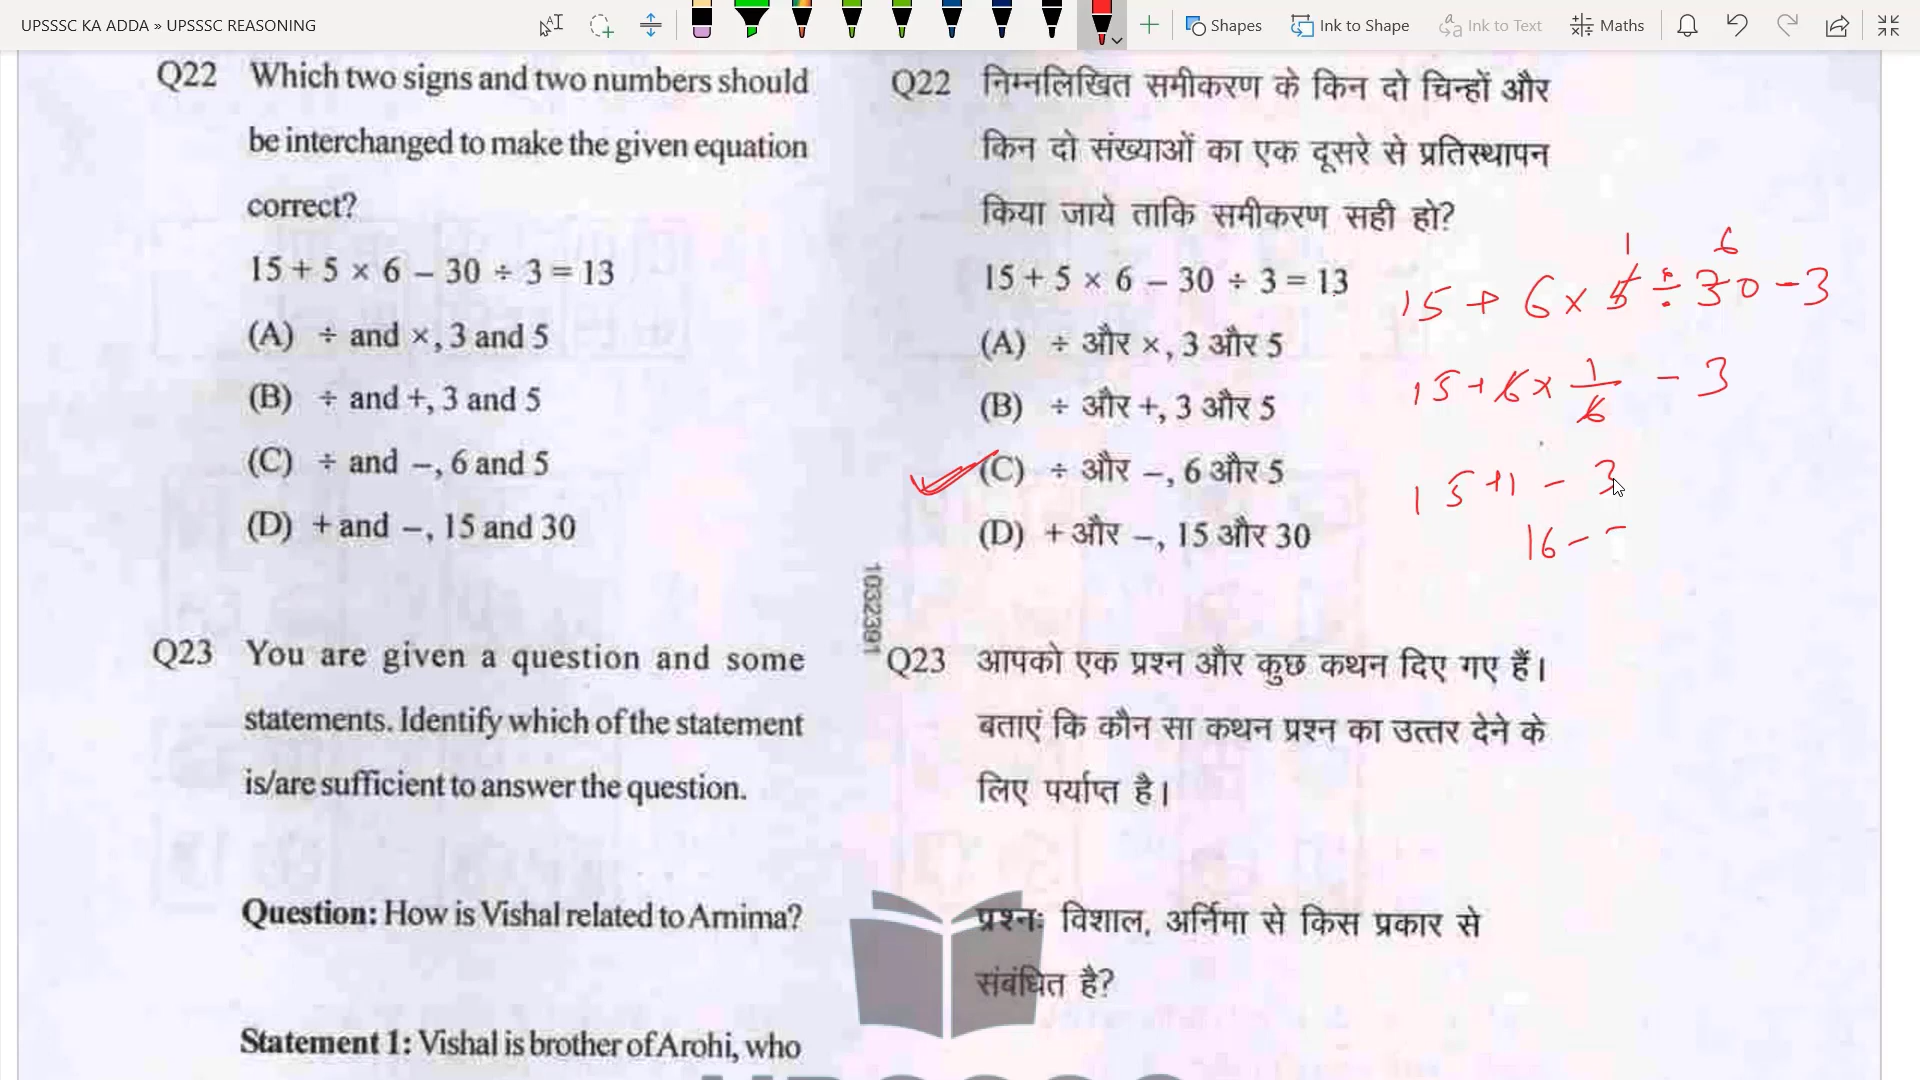 UPSSSC KA ADDA » UPSSSC REASONING
Shapes
Ink to Shape
Ink to Text
Maths
Q22 Which two signs and two numbers should
be interchanged to make the given equation
correct?
15 + 5 × 6 – 30 ÷ 3 = 13
(A) ÷ and ×, 3 and 5
(B) ÷ and +, 3 and 5
(C) ÷ and –, 6 and 5
(D) + and –, 15 and 30
Q23 You are given a question and some
statements. Identify which of the statement
is/are sufficient to answer the question.
Question: How is Vishal related to Arnima?
Statement 1: Vishal is brother of Arohi, who
Q22 निम्नलिखित समीकरण के किन दो चिन्हों और
किन दो संख्याओं का एक दूसरे से प्रतिस्थापन
किया जाये ताकि समीकरण सही हो?
15 + 5 × 6 – 30 ÷ 3 = 13
(A) ÷ और ×, 3 और 5
(B) ÷ और +, 3 और 5
(C) ÷ और –, 6 और 5
(D) + और –, 15 और 30
1032391
Q23 आपको एक प्रश्न और कुछ कथन दिए गए हैं।
बताएं कि कौन सा कथन प्रश्न का उत्तर देने के
लिए पर्याप्त है।
प्रश्नः विशाल, अर्निमा से किस प्रकार से
संबंधित है?
1 6
15 + 6 × 5 ÷ 30 - 3
15 + 6 × 1/6 - 3
15 + 1 - 3
16 -